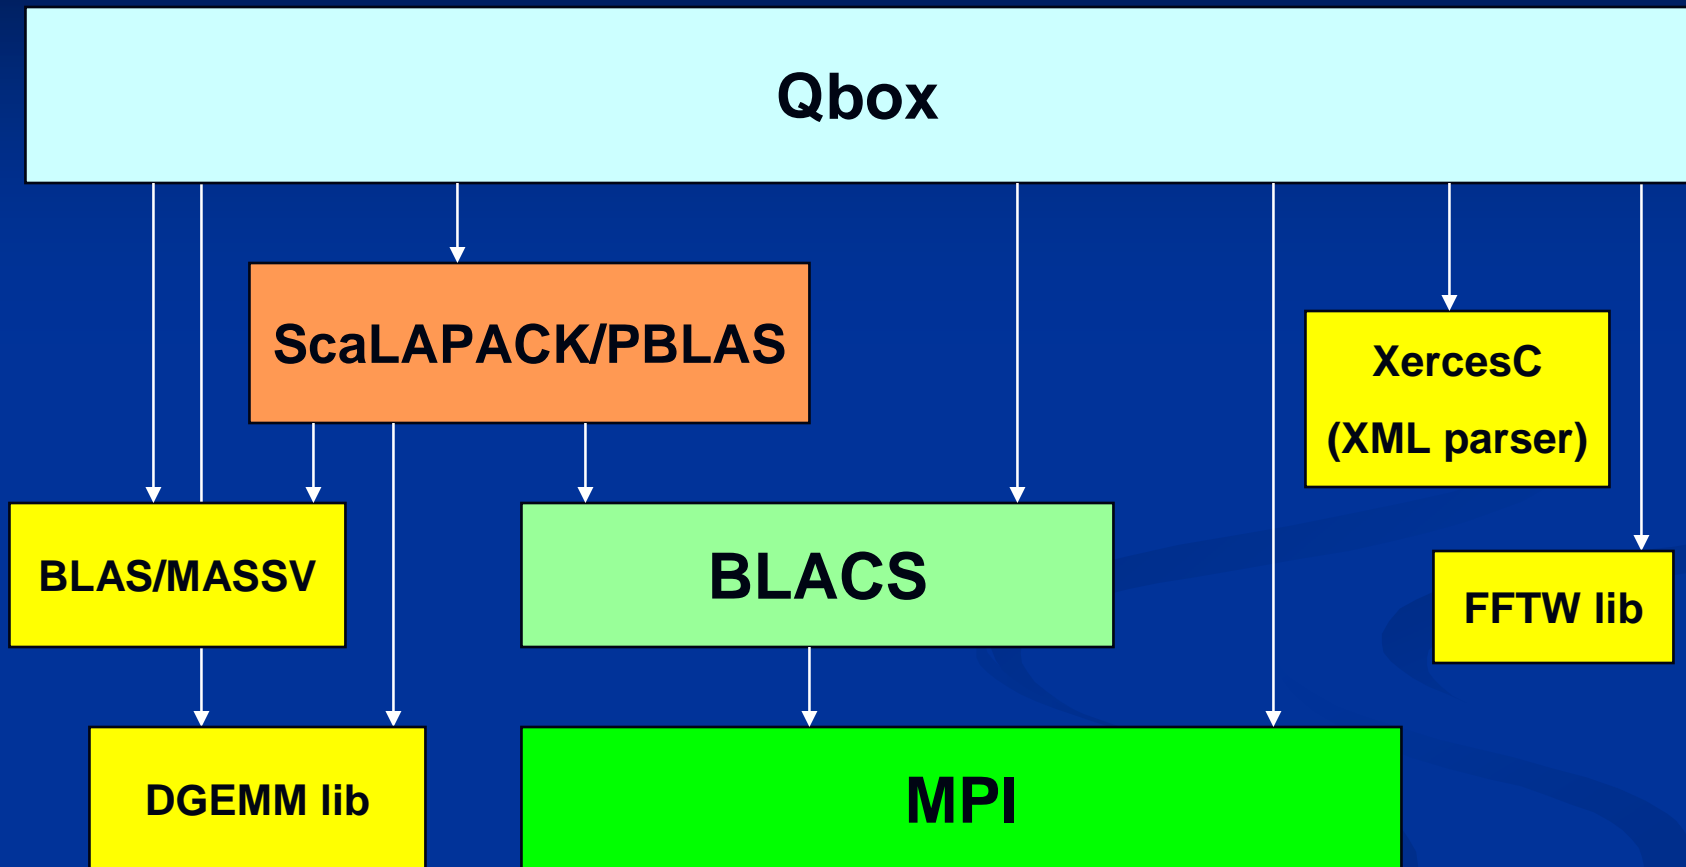 Qbox
ScaLAPACK/PBLAS
XercesC
(XML parser)
BLAS/MASSV
BLACS
FFTW lib
DGEMM lib
MPI